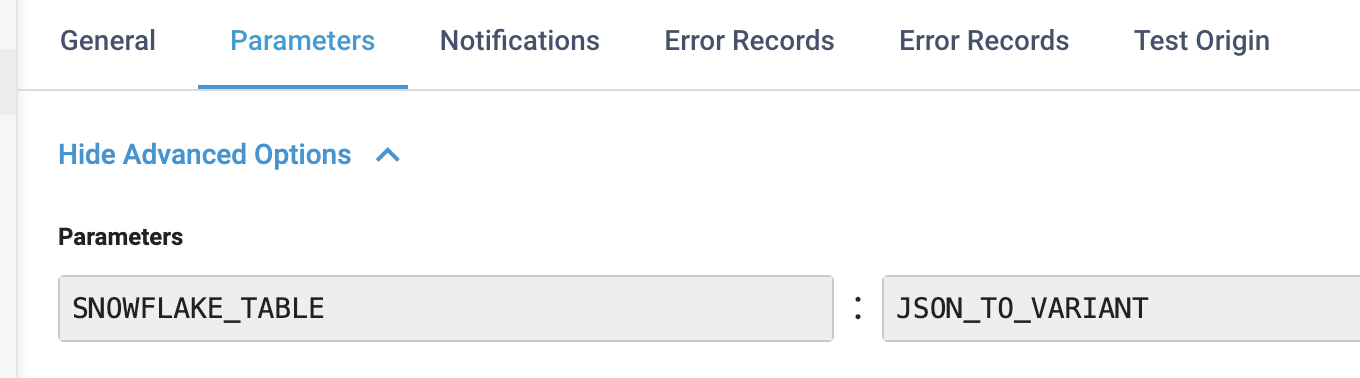 General Parameters Notifications Error Records Error Records Test Origin
Hide Advanced Options
Parameters
SNOWFLAKE_TABLE : JSON_TO_VARIANT